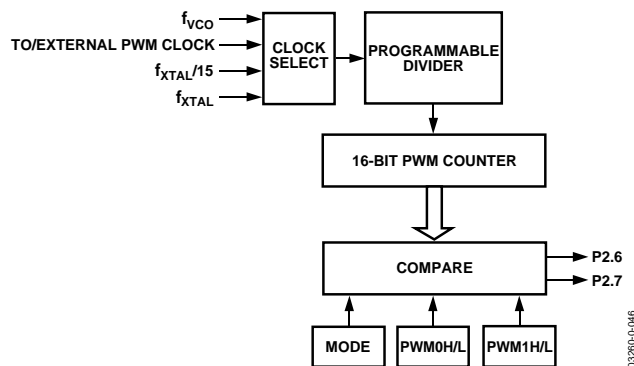 fVCO
TO/EXTERNAL PWM CLOCK
fXTAL/15
fXTAL
CLOCK
SELECT
PROGRAMMABLE
DIVIDER
16-BIT PWM COUNTER
COMPARE
P2.6
P2.7
MODE
PWM0H/L
PWM1H/L
03260-0-046